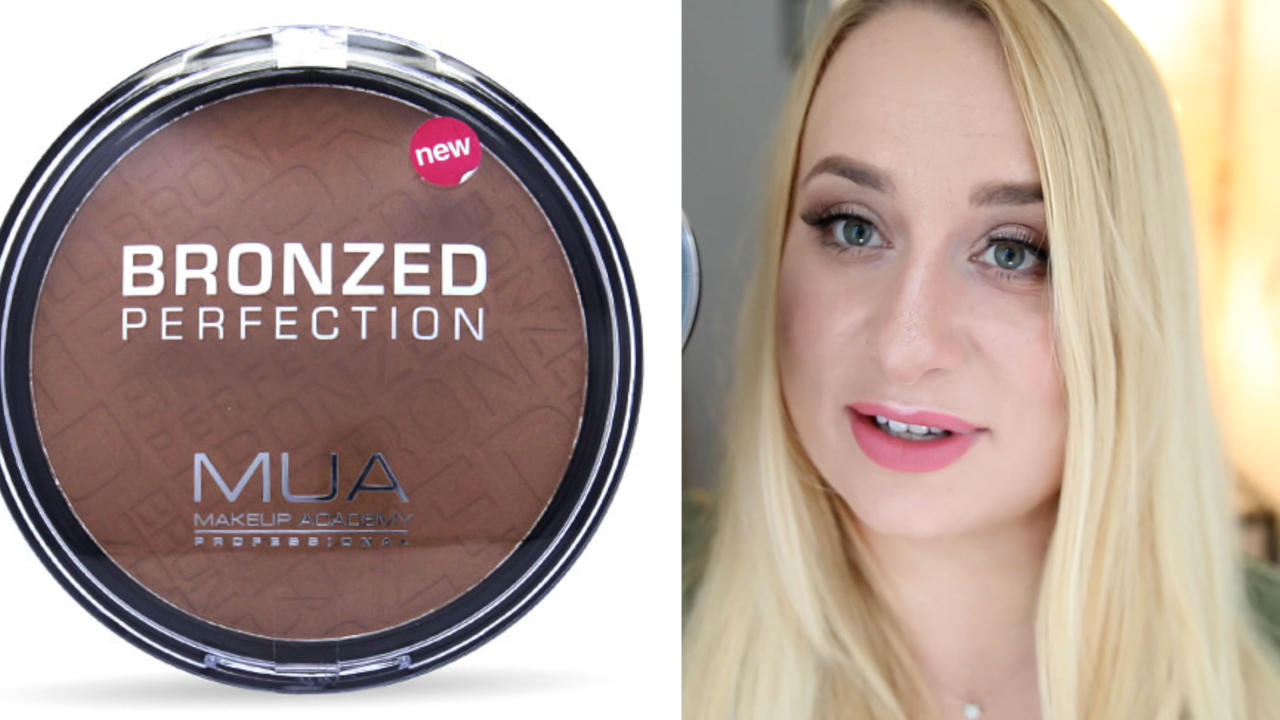 new
BRONZED
PERFECTION
MUA
MAKEUP ACADEMY
PROFESSIONAL